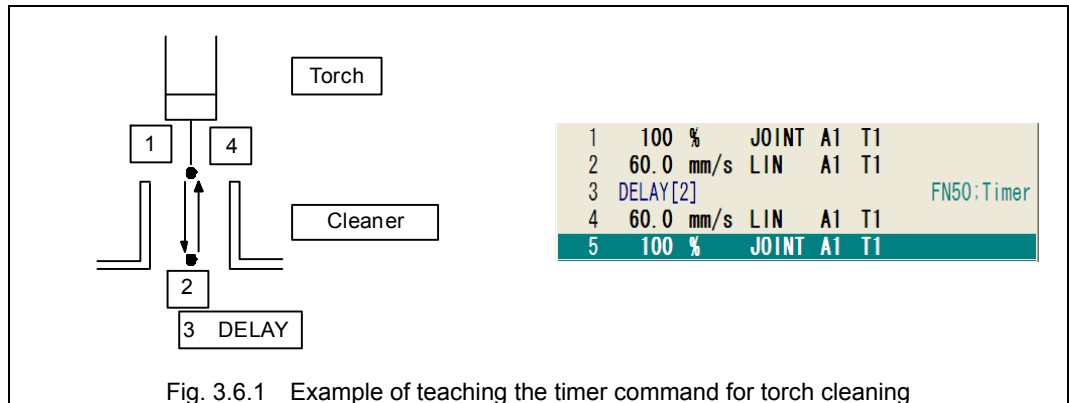 Torch
1
4
Cleaner
2
3 DELAY
1 100 % JOINT A1 T1
2 60.0 mm/s LIN A1 T1
3 DELAY[2] FN50;Timer
4 60.0 mm/s LIN A1 T1
5 100 % JOINT A1 T1
Fig. 3.6.1 Example of teaching the timer command for torch cleaning